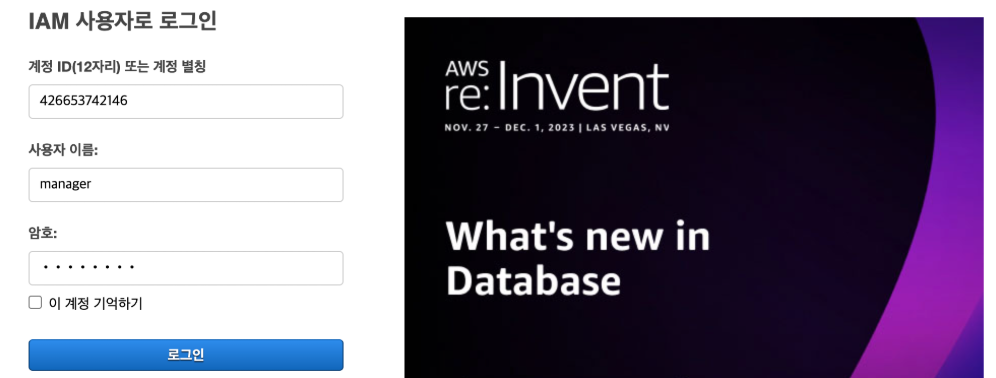 IAM 사용자로 로그인
계정 ID(12자리) 또는 계정 별칭
426653742146
사용자 이름:
manager
암호:
• • • • • • • •
이 계정 기억하기
로그인
AWS
re:Invent
NOV. 27 – DEC. 1, 2023 | LAS VEGAS, NV
What's new in
Database